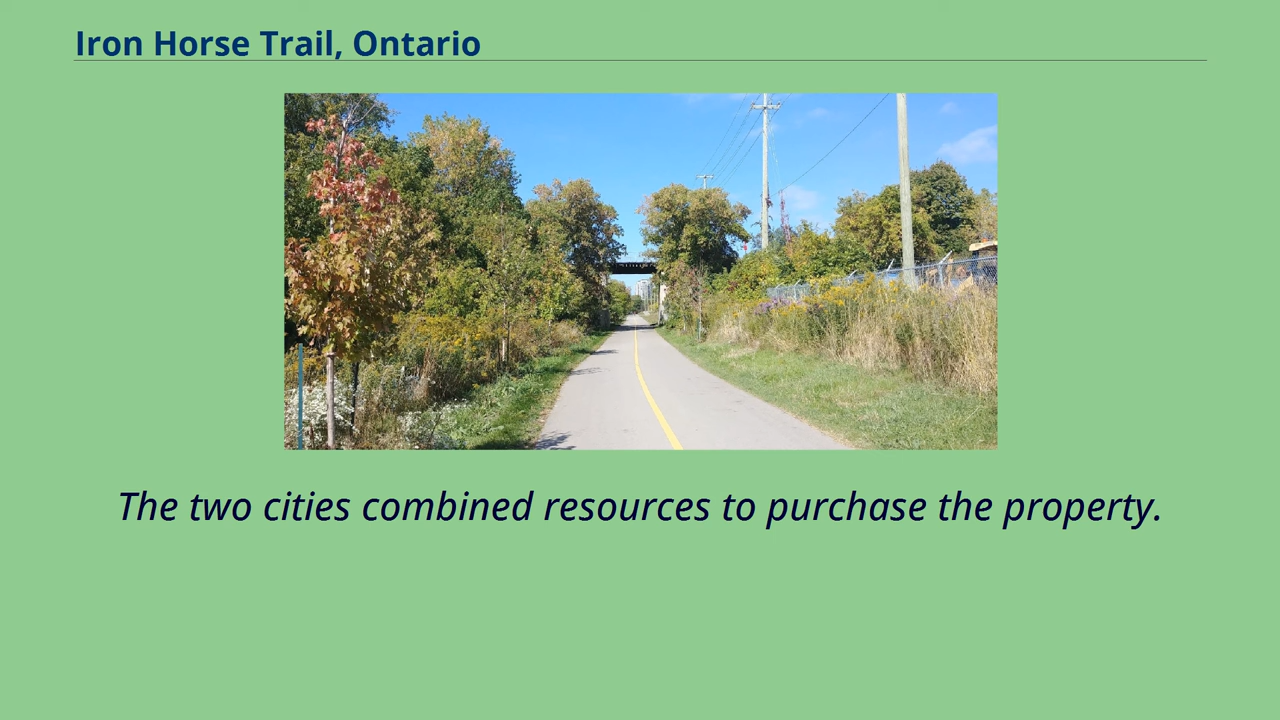 Iron Horse Trail, Ontario
The two cities combined resources to purchase the property.